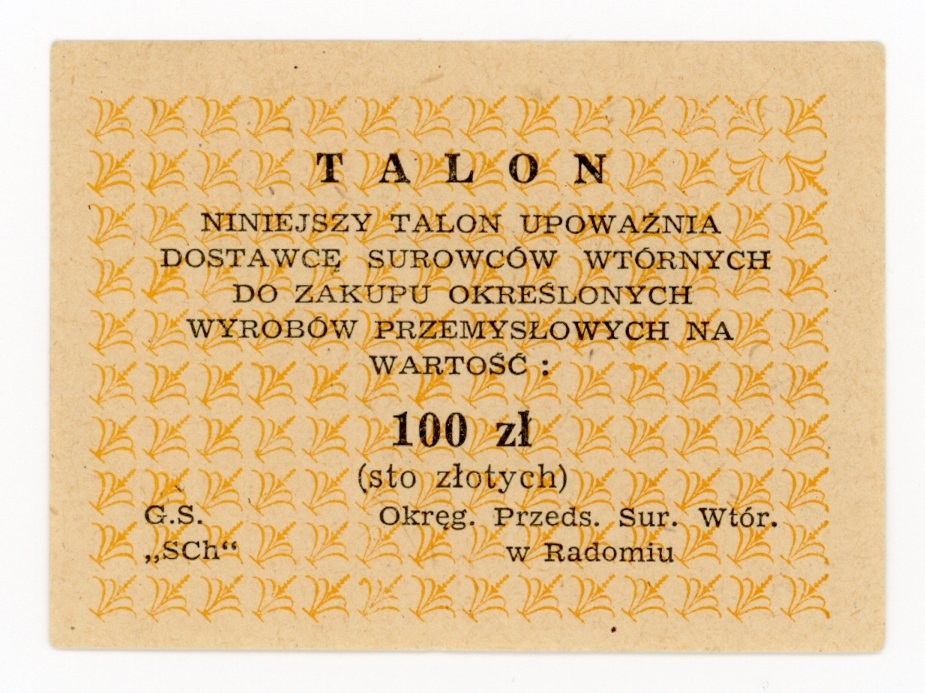 TALON
NINIEJSZY TALON UPOWAŻNIA
DOSTAWCĘ SUROWCÓW WTÓRNYCH
DO ZAKUPU OKREŚLONYCH
WYROBÓW PRZEMYSŁOWYCH NA
WARTOŚĆ :
100 zł
(sto złotych)
G.S. Okręg. Przeds. Sur. Wtór.
„SCh“ w Radomiu